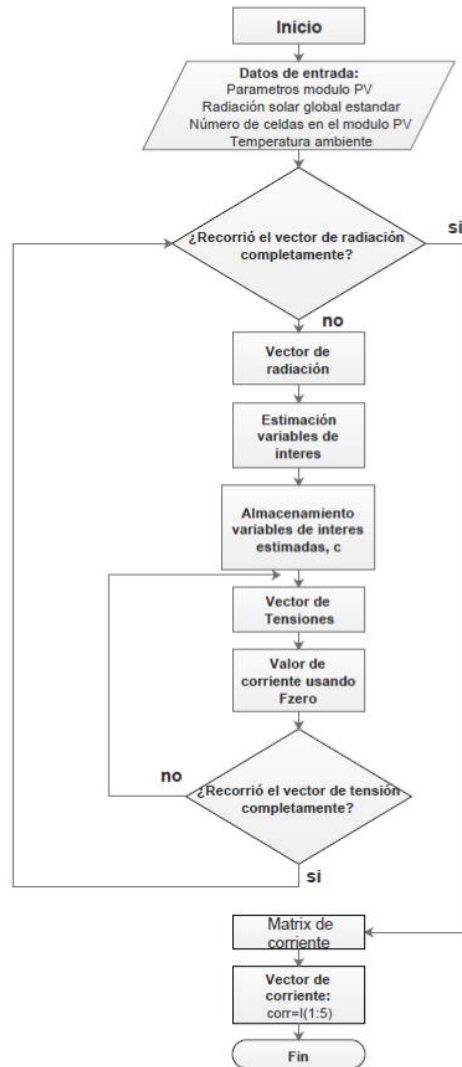 Inicio
Datos de entrada:
Parametros modulo PV
Radiación solar global estandar
Número de celdas en el modulo PV
Temperatura ambiente
¿Recorrió el vector de radiación
completamente?
si
no
Vector de
radiación
Estimación
variables de
interes
Almacenamiento
variables de interes
estimadas, c
Vector de
Tensiones
Valor de
corriente usando
Fzero
no
¿Recorrió el vector de tensión
completamente?
si
Matrix de
corriente
Vector de
corriente:
corr=I(1:5)
Fin